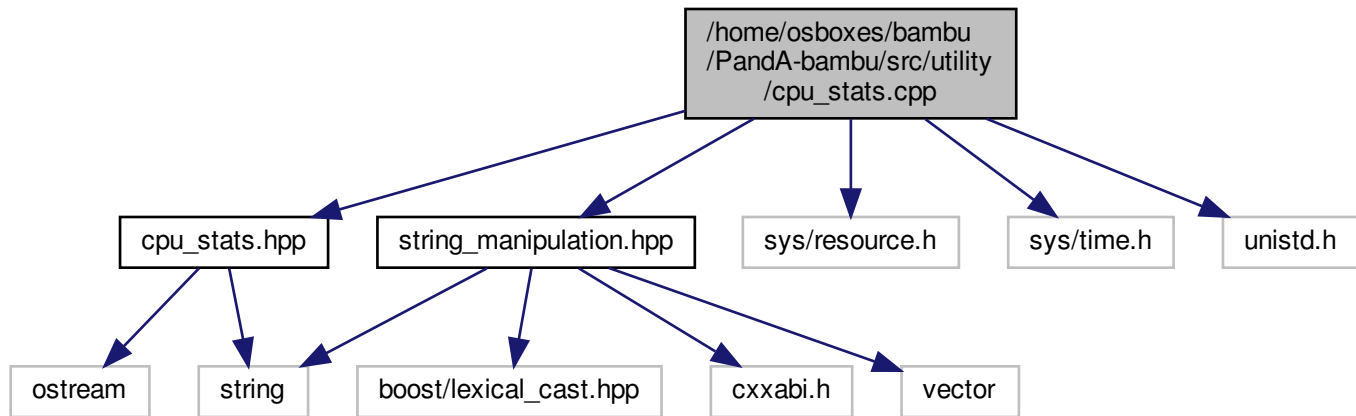 /home/osboxes/bambu
/PandA-bambu/src/utility
/cpu_stats.cpp
cpu_stats.hpp
string_manipulation.hpp
sys/resource.h
sys/time.h
unistd.h
ostream
string
boost/lexical_cast.hpp
cxxabi.h
vector